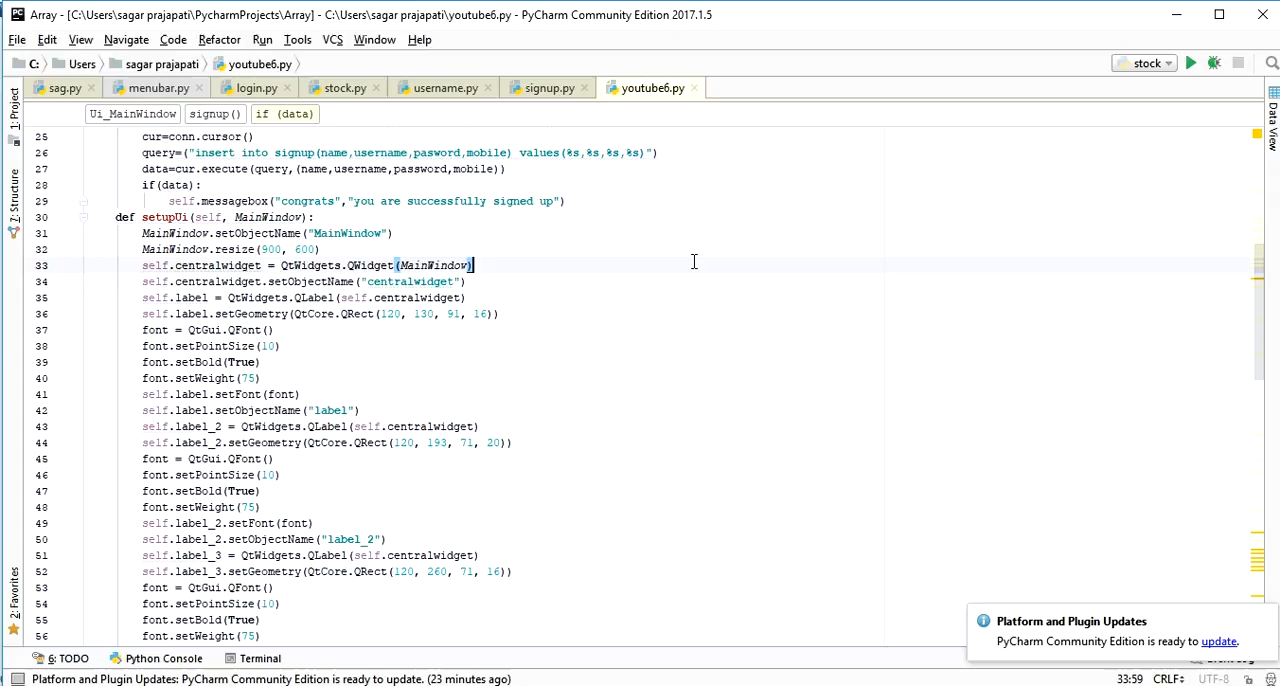 Array - [C:\Users\sagar prajapati\PycharmProjects\Array] - C:\Users\sagar prajapati\youtube6.py - PyCharm Community Edition 2017.1.5
File Edit View Navigate Code Refactor Run Tools VCS Window Help
C: Users sagar prajapati youtube6.py stock
sag.py menubar.py login.py stock.py username.py signup.py youtube6.py
Ui_MainWindow signup() if (data)
1: Project
7: Structure
2: Favorites
Data View
25 cur=conn.cursor()
26 query=("insert into signup(name,username,pasword,mobile) values(%s,%s,%s,%s)")
27 data=cur.execute(query,(name,username,password,mobile))
28 if(data):
29 self.messagebox("congrats","you are successfully signed up")
30 def setupUi(self, MainWindow):
31 MainWindow.setObjectName("MainWindow")
32 MainWindow.resize(900, 600)
33 self.centralwidget = QtWidgets.QWidget(MainWindow)
34 self.centralwidget.setObjectName("centralwidget")
35 self.label = QtWidgets.QLabel(self.centralwidget)
36 self.label.setGeometry(QtCore.QRect(120, 130, 91, 16))
37 font = QtGui.QFont()
38 font.setPointSize(10)
39 font.setBold(True)
40 font.setWeight(75)
41 self.label.setFont(font)
42 self.label.setObjectName("label")
43 self.label_2 = QtWidgets.QLabel(self.centralwidget)
44 self.label_2.setGeometry(QtCore.QRect(120, 193, 71, 20))
45 font = QtGui.QFont()
46 font.setPointSize(10)
47 font.setBold(True)
48 font.setWeight(75)
49 self.label_2.setFont(font)
50 self.label_2.setObjectName("label_2")
51 self.label_3 = QtWidgets.QLabel(self.centralwidget)
52 self.label_3.setGeometry(QtCore.QRect(120, 260, 71, 16))
53 font = QtGui.QFont()
54 font.setPointSize(10)
55 font.setBold(True)
56 font.setWeight(75)
Platform and Plugin Updates
PyCharm Community Edition is ready to update.
6: TODO Python Console Terminal
Platform and Plugin Updates: PyCharm Community Edition is ready to update. (23 minutes ago) 33:59 CRLF UTF-8